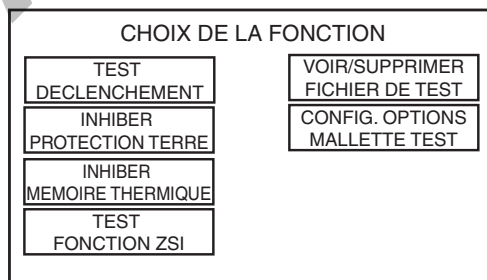 CHOIX DE LA FONCTION
TEST
DECLENCHEMENT
INHIBER
PROTECTION TERRE
INHIBER
MEMOIRE THERMIQUE
TEST
FONCTION ZSI
VOIR/SUPPRIMER
FICHIER DE TEST
CONFIG. OPTIONS
MALLETTE TEST